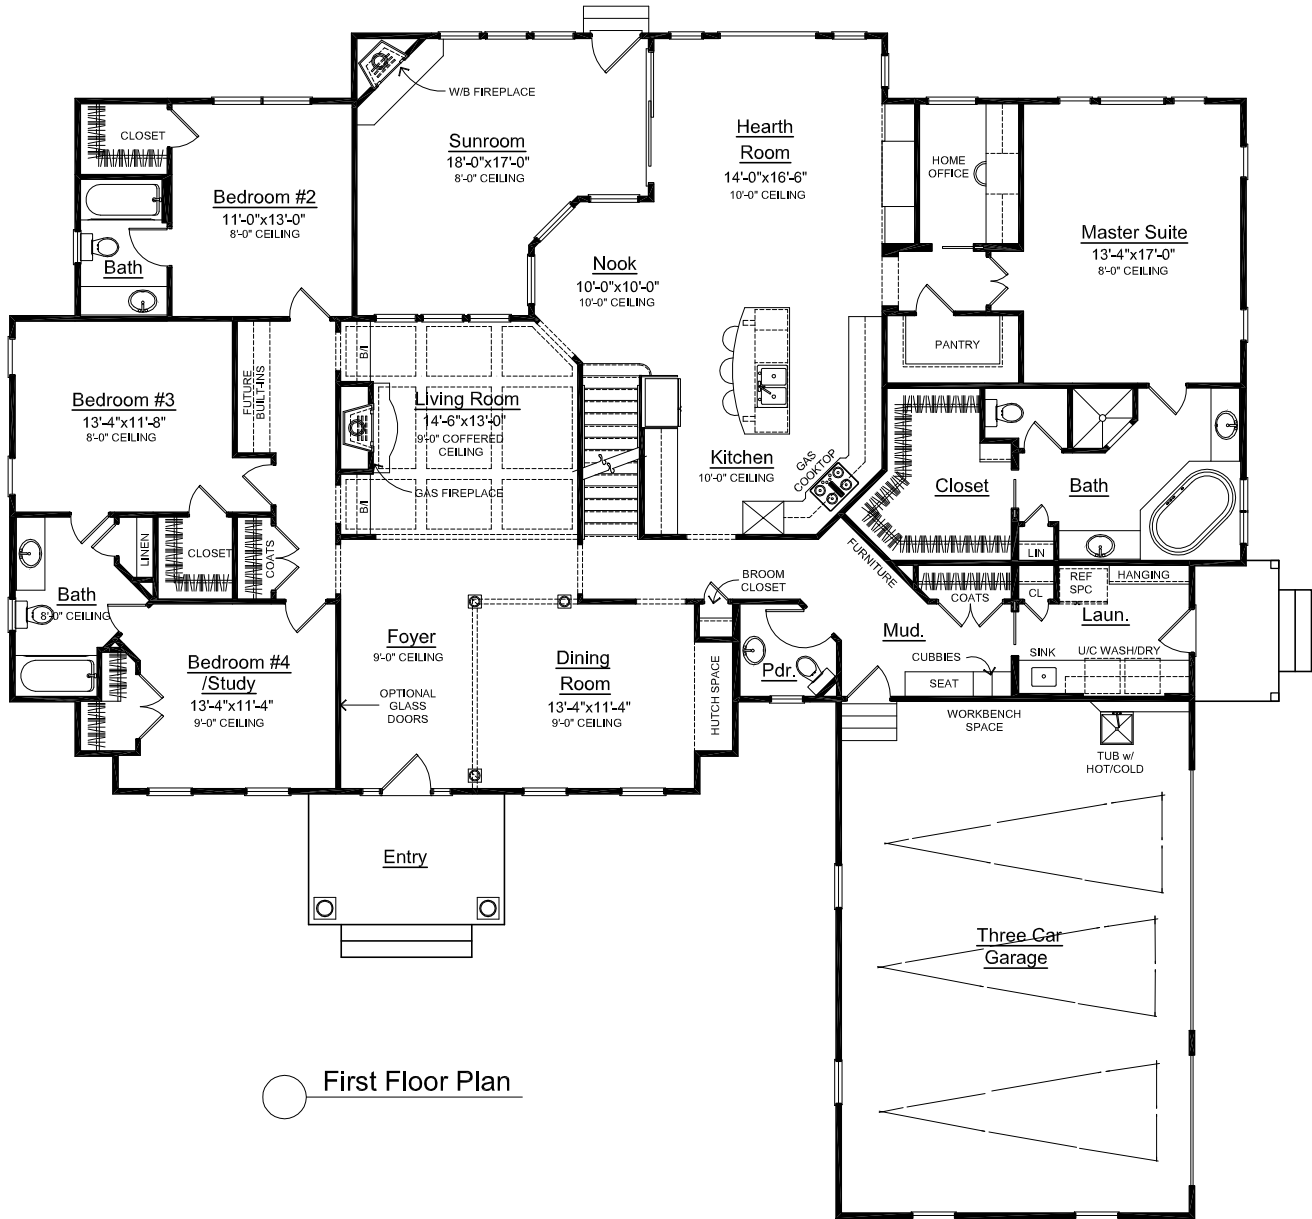 W/B FIREPLACE
CLOSET
Sunroom
18'-0"x17'-0"
8'-0" CEILING
Hearth
Room
14'-0"x16'-6"
10'-0" CEILING
HOME
OFFICE
Bedroom #2
11'-0"x13'-0"
8'-0" CEILING
Master Suite
13'-4"x17'-0"
8'-0" CEILING
Bath
Nook
10'-0"x10'-0"
10'-0" CEILING
PANTRY
B/I
FUTURE
BUILT-INS
Bedroom #3
13'-4"x11'-8"
8'-0" CEILING
Living Room
14'-6"x13'-0"
9'-0" COFFERED
CEILING
GAS FIREPLACE
B/I
Kitchen
10'-0" CEILING
GAS
COOKTOP
Closet
Bath
LINEN
CLOSET
COATS
FURNITURE
LIN
BROOM
CLOSET
REF
SPC
HANGING
CL
COATS
Bath
8'-0" CEILING
Foyer
9'-0" CEILING
Mud.
Laun.
Dining
Room
13'-4"x11'-4"
9'-0" CEILING
Bedroom #4
/Study
13'-4"x11'-4"
9'-0" CEILING
OPTIONAL
GLASS
DOORS
HUTCH SPACE
Pdr.
CUBBIES
SEAT
SINK
U/C WASH/DRY
WORKBENCH
SPACE
TUB w/
HOT/COLD
Entry
Three Car
Garage
First Floor Plan